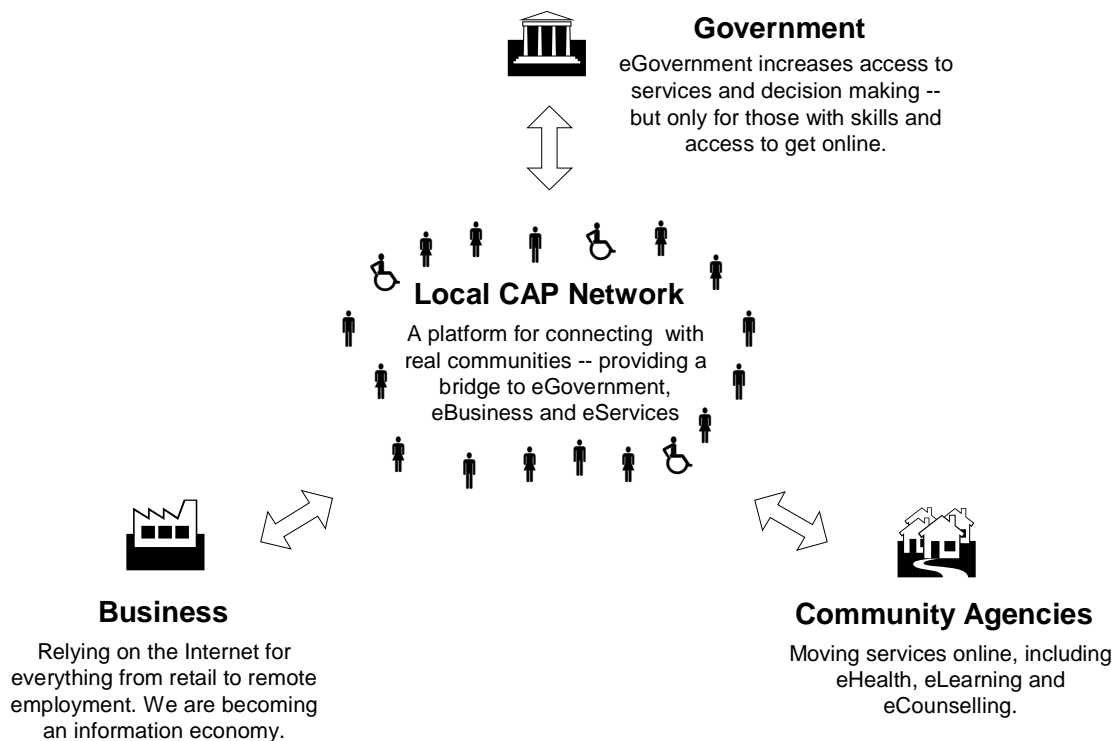 Government
eGovernment increases access to
services and decision making --
but only for those with skills and
access to get online.
Local CAP Network
A platform for connecting with
real communities -- providing a
bridge to eGovernment,
eBusiness and eServices
Business
Relying on the Internet for
everything from retail to remote
employment. We are becoming
an information economy.
Community Agencies
Moving services online, including
eHealth, eLearning and
eCounselling.